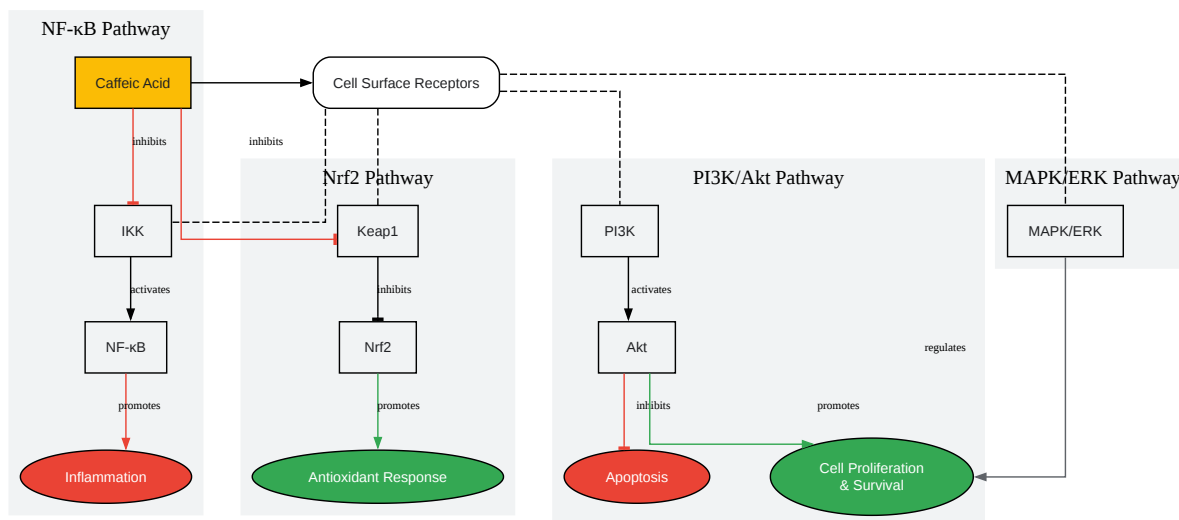 NF-κB Pathway
Caffeic Acid
Cell Surface Receptors
inhibits
inhibits
Nrf2 Pathway
PI3K/Akt Pathway
MAPK/ERK Pathway
IKK
Keap1
PI3K
MAPK/ERK
activates
inhibits
activates
NF-κB
Nrf2
Akt
regulates
promotes
promotes
inhibits
promotes
Inflammation
Antioxidant Response
Apoptosis
Cell Proliferation
& Survival